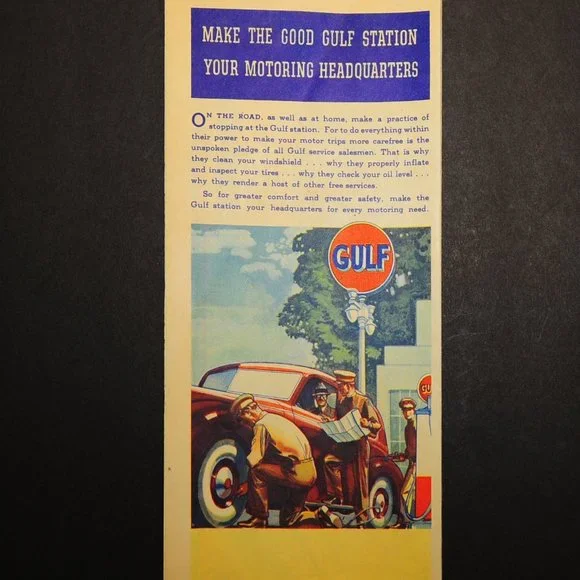 MAKE THE GOOD GULF STATION
YOUR MOTORING HEADQUARTERS
ON THE ROAD, as well as at home, make a practice of
stopping at the Gulf station. For to do everything within
their power to make your motor trips more carefree is the
unspoken pledge of all Gulf service salesmen. That is why
they clean your windshield . . . why they properly inflate
and inspect your tires . . . why they check your oil level . . .
why they render a host of other free services.
So for greater comfort and greater safety, make the
Gulf station your headquarters for every motoring need.
GULF
GU